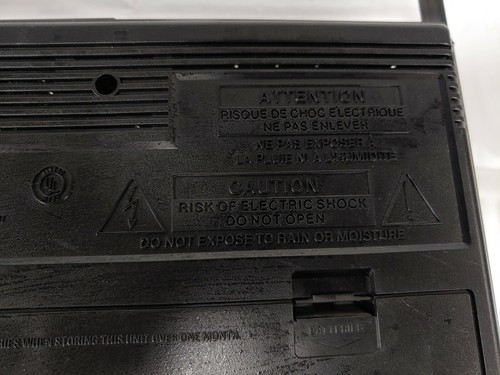 ATTENTION
RISQUE DE CHOC ELECTRIQUE
NE PAS ENLEVER
NE PAS EXPOSER A
LA PLUIE NI A L'HUMIDITE
UL
CAUTION
RISK OF ELECTRIC SHOCK
DO NOT OPEN
DO NOT EXPOSE TO RAIN OR MOISTURE
WHEN STORING THIS UNIT OVER ONE MONTH.
BATTERIES